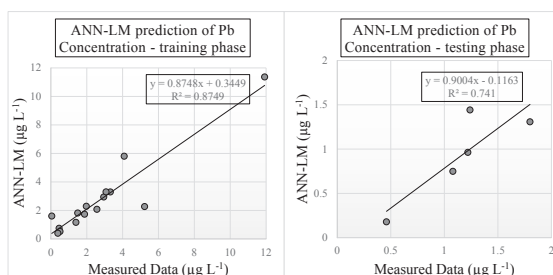 ANN-LM prediction of Pb
Concentration - training phase
y = 0.8748x + 0.3449
R² = 0.8749
ANN-LM (µg L⁻¹)
12
10
8
6
4
2
0
0 2 4 6 8 10 12
Measured Data (µg L⁻¹)
ANN-LM prediction of Pb
Concentration - testing phase
y = 0.9004x - 0.1163
R² = 0.741
ANN-LM (µg L⁻¹)
2
1.5
1
0.5
0
0 0.5 1 1.5 2
Measured Data (µg L⁻¹)